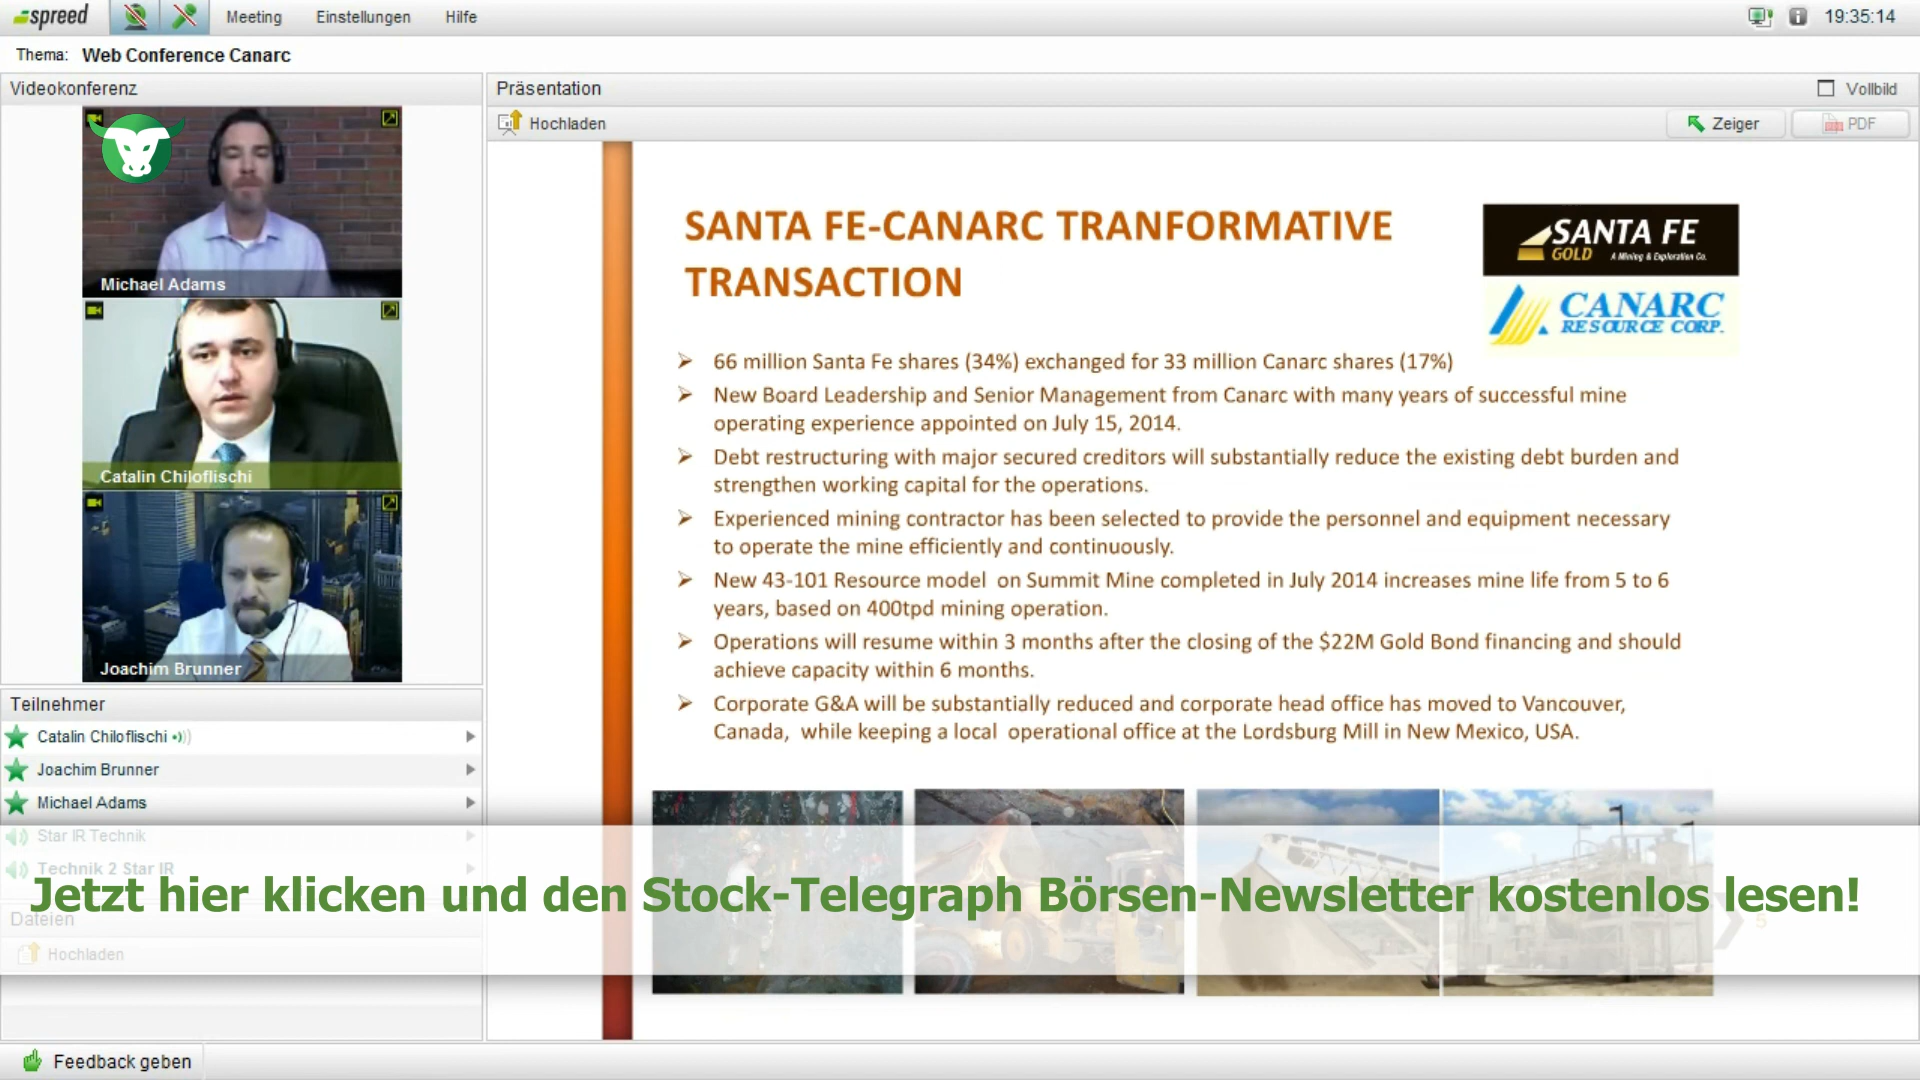 spreed Meeting Einstellungen Hilfe 19:35:14
Thema: Web Conference Canarc
Videokonferenz
Michael Adams
Catalin Chiloflischi
Joachim Brunner
Teilnehmer
Catalin Chiloflischi
Joachim Brunner
Michael Adams
Star IR Technik
Technik 2 Star IR
Dateien
Hochladen
Präsentation Vollbild
Hochladen Zeiger PDF
SANTA FE-CANARC TRANFORMATIVE
TRANSACTION
SANTA FE
GOLD A Mining & Exploration Co.
CANARC
RESOURCE CORP.
➢ 66 million Santa Fe shares (34%) exchanged for 33 million Canarc shares (17%)
➢ New Board Leadership and Senior Management from Canarc with many years of successful mine
operating experience appointed on July 15, 2014.
➢ Debt restructuring with major secured creditors will substantially reduce the existing debt burden and
strengthen working capital for the operations.
➢ Experienced mining contractor has been selected to provide the personnel and equipment necessary
to operate the mine efficiently and continuously.
➢ New 43-101 Resource model on Summit Mine completed in July 2014 increases mine life from 5 to 6
years, based on 400tpd mining operation.
➢ Operations will resume within 3 months after the closing of the $22M Gold Bond financing and should
achieve capacity within 6 months.
➢ Corporate G&A will be substantially reduced and corporate head office has moved to Vancouver,
Canada, while keeping a local operational office at the Lordsburg Mill in New Mexico, USA.
5
Jetzt hier klicken und den Stock-Telegraph Börsen-Newsletter kostenlos lesen!
Feedback geben